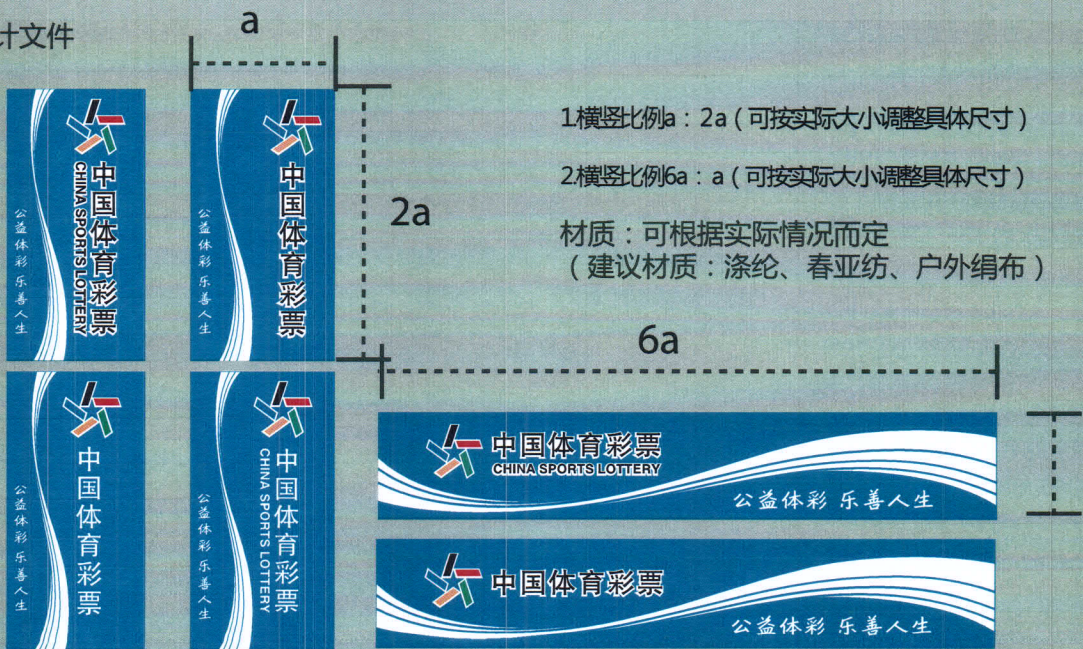 计文件
a
2a
1.横竖比例a：2a（可按实际大小调整具体尺寸）
2.横竖比例6a：a（可按实际大小调整具体尺寸）
材质：可根据实际情况而定
（建议材质：涤纶、春亚纺、户外绢布）
6a
中国体育彩票
CHINA SPORTS LOTTERY
公益体彩 乐善人生
中国体育彩票
公益体彩 乐善人生
中国体育彩票
公益体彩 乐善人生
中国体育彩票
CHINA SPORTS LOTTERY
公益体彩 乐善人生
中国体育彩票
CHINA SPORTS LOTTERY
公益体彩 乐善人生
中国体育彩票
公益体彩 乐善人生